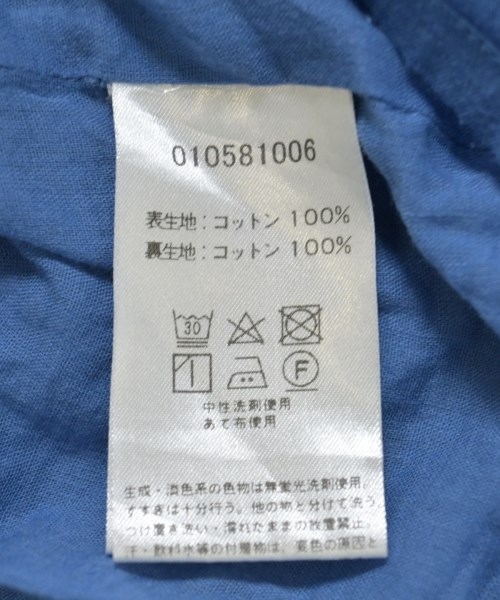 010581006
表生地：コットン 100%
裏生地：コットン 100%
30
F
中性洗剤使用
あて布使用
生成・淡色系の色物は無蛍光洗剤使用。
すすぎは十分行う。他の物と分けて洗う
つけ置き洗い・濡れたままの放置禁止。
汗・飲料水等の付着物は、変色の原因と